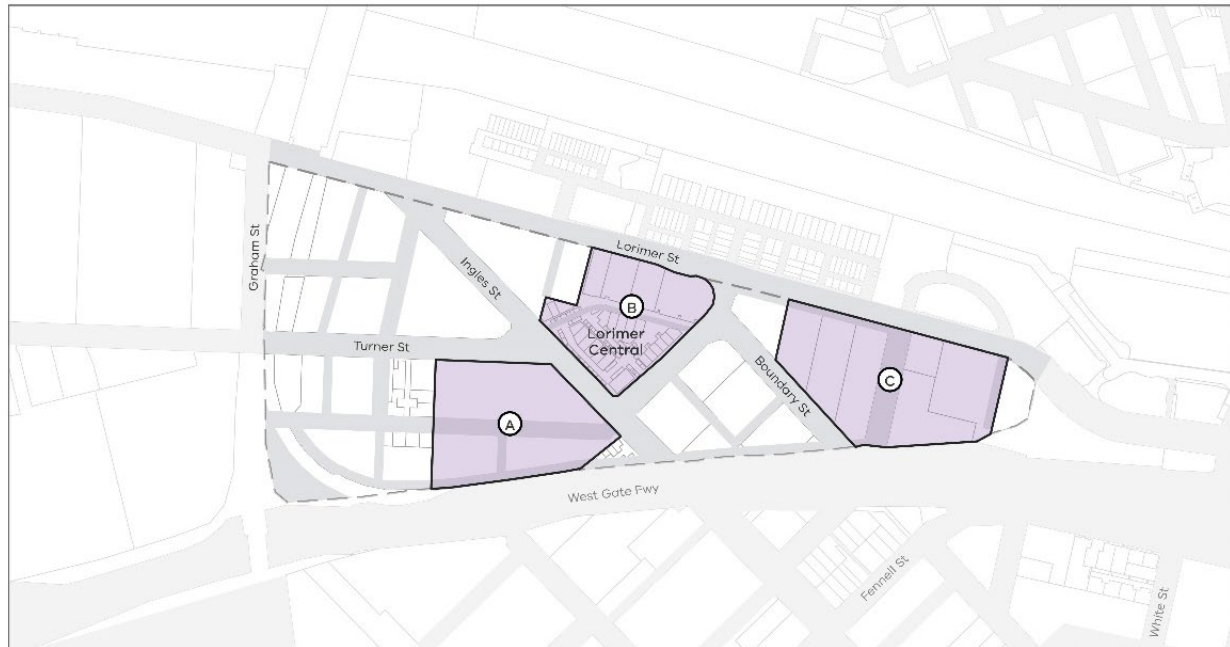 Lorimer St
Graham St
Ingles St
B
Lorimer
Central
Turner St
Boundary St
C
A
West Gate Fwy
Fennell St
White St